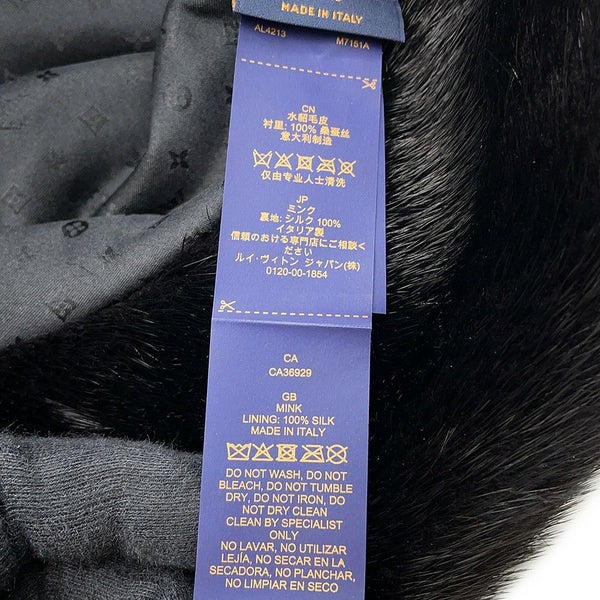 MADE IN ITALY
AL4213 M7151A
CN
水貂毛皮
衬里: 100% 桑蚕丝
意大利制造
仅由专业人士清洗
JP
ミンク
裏地: シルク 100%
イタリア製
信頼のおける専門店にご相談く
ださい
ルイ･ヴィトン ジャパン(株)
0120-00-1854
CA
CA36929
GB
MINK
LINING: 100% SILK
MADE IN ITALY
DO NOT WASH, DO NOT
BLEACH, DO NOT TUMBLE
DRY, DO NOT IRON, DO
NOT DRY CLEAN
CLEAN BY SPECIALIST
ONLY
NO LAVAR, NO UTILIZAR
LEJÍA, NO SECAR EN LA
SECADORA, NO PLANCHAR,
NO LIMPIAR EN SECO